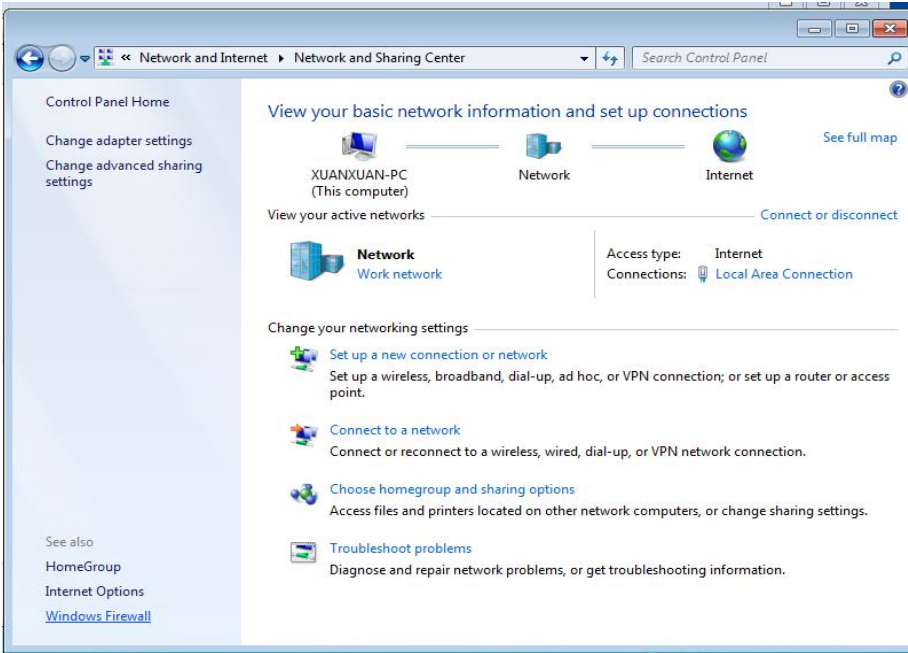 « Network and Internet ▸ Network and Sharing Center
Search Control Panel
Control Panel Home
Change adapter settings
Change advanced sharing
settings
See also
HomeGroup
Internet Options
Windows Firewall
View your basic network information and set up connections
See full map
XUANXUAN-PC
(This computer)
Network
Internet
View your active networks
Connect or disconnect
Network
Work network
Access type: Internet
Connections: Local Area Connection
Change your networking settings
Set up a new connection or network
Set up a wireless, broadband, dial-up, ad hoc, or VPN connection; or set up a router or access
point.
Connect to a network
Connect or reconnect to a wireless, wired, dial-up, or VPN network connection.
Choose homegroup and sharing options
Access files and printers located on other network computers, or change sharing settings.
Troubleshoot problems
Diagnose and repair network problems, or get troubleshooting information.